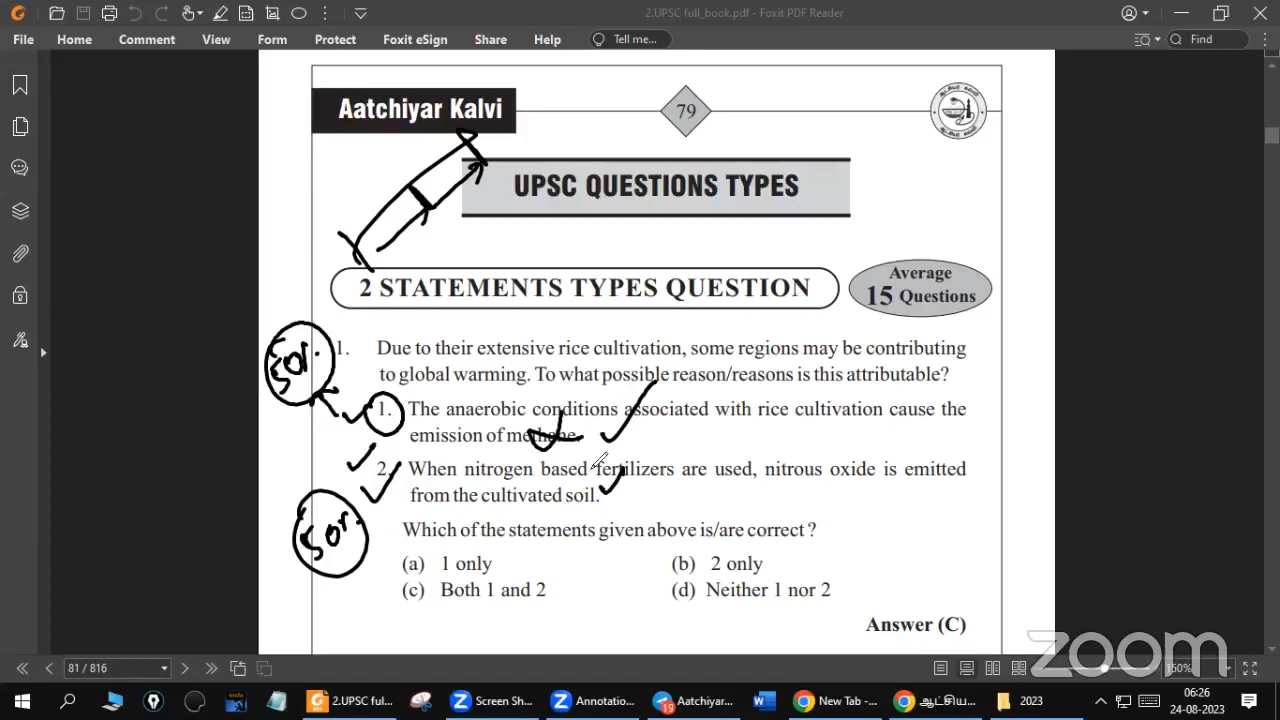 2.UPSC full_book.pdf - Foxit PDF Reader
File Home Comment View Form Protect Foxit eSign Share Help Tell me... Find
Aatchiyar Kalvi
79
UPSC QUESTIONS TYPES
2 STATEMENTS TYPES QUESTION
Average
15 Questions
1. Due to their extensive rice cultivation, some regions may be contributing
to global warming. To what possible reason/reasons is this attributable?
1. The anaerobic conditions associated with rice cultivation cause the
emission of methane.
2. When nitrogen based fertilizers are used, nitrous oxide is emitted
from the cultivated soil.
Which of the statements given above is/are correct ?
(a) 1 only (b) 2 only
(c) Both 1 and 2 (d) Neither 1 nor 2
Answer (C)
zoom
81 / 816 150%
2.UPSC full... Screen Sh... Annotatio... 19 Aatchiyar... New Tab - ... ஆட்சிய... 2023
06:26
24-08-2023